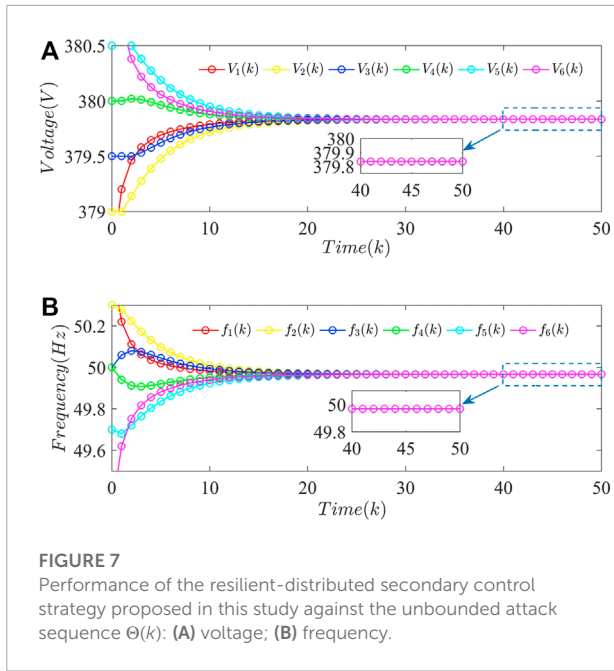 A
380.5
380
379.5
379
Voltage(V)
V1(k) V2(k) V3(k) V4(k) V5(k) V6(k)
380
379.9
379.8
40 45 50
0 10 20 30 40 50
Time(k)
B
50.2
50
49.8
49.6
Frequency(Hz)
f1(k) f2(k) f3(k) f4(k) f5(k) f6(k)
50
49.8
40 45 50
0 10 20 30 40 50
Time(k)
FIGURE 7
Performance of the resilient-distributed secondary control
strategy proposed in this study against the unbounded attack
sequence Θ(k): (A) voltage; (B) frequency.